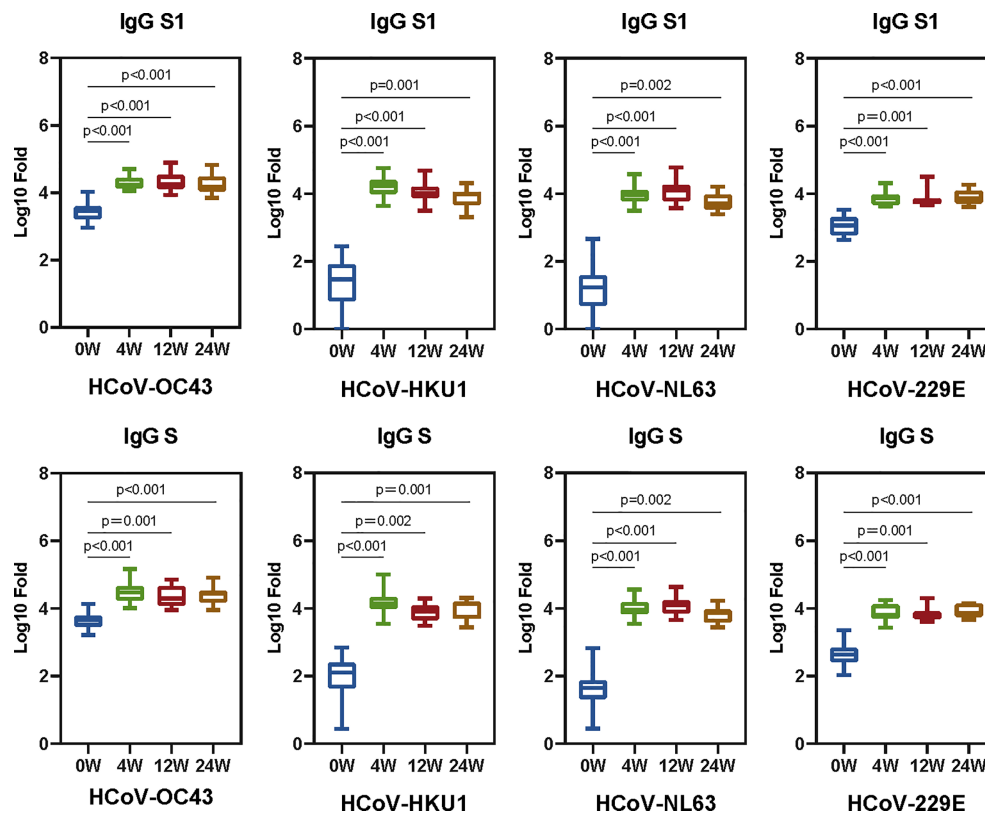 IgG S1
IgG S1
IgG S1
IgG S1
Log10 Fold
8
6
4
2
0
p<0.001
p<0.001
p<0.001
0W 4W 12W 24W
HCoV-OC43
Log10 Fold
8
6
4
2
0
p=0.001
p<0.001
p<0.001
0W 4W 12W 24W
HCoV-HKU1
Log10 Fold
8
6
4
2
0
p=0.002
p<0.001
p<0.001
0W 4W 12W 24W
HCoV-NL63
Log10 Fold
8
6
4
2
0
p<0.001
p=0.001
p<0.001
0W 4W 12W 24W
HCoV-229E
IgG S
IgG S
IgG S
IgG S
Log10 Fold
8
6
4
2
0
p<0.001
p=0.001
p<0.001
0W 4W 12W 24W
HCoV-OC43
Log10 Fold
8
6
4
2
0
p=0.001
p=0.002
p<0.001
0W 4W 12W 24W
HCoV-HKU1
Log10 Fold
8
6
4
2
0
p=0.002
p<0.001
p<0.001
0W 4W 12W 24W
HCoV-NL63
Log10 Fold
8
6
4
2
0
p<0.001
p=0.001
p<0.001
0W 4W 12W 24W
HCoV-229E